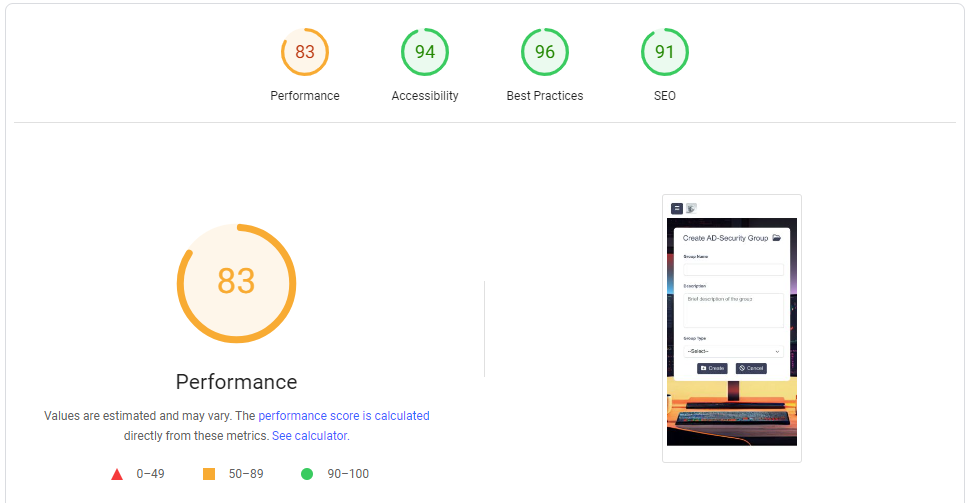 83
94
96
91
Performance
Accessibility
Best Practices
SEO
83
Performance
Values are estimated and may vary. The performance score is calculated
directly from these metrics. See calculator.
0–49
50–89
90–100
Create AD-Security Group
Group Name
Description
Brief description of the group
Group Type
--Select--
Create
Cancel